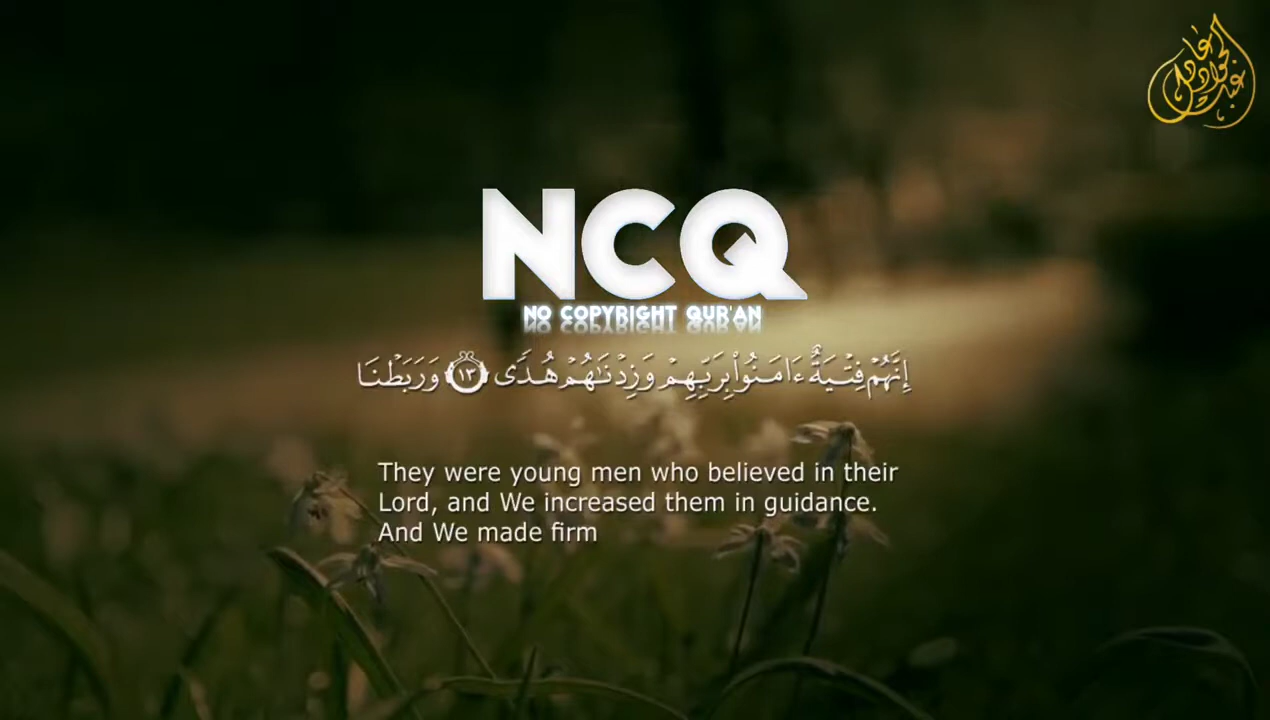 NCQ
NO COPYRIGHT QUR'AN
إِنَّهُمۡ فِتۡيَةٌ ءَامَنُواْ بِرَبِّهِمۡ وَزِدۡنَٰهُمۡ هُدٗى ١٣ وَرَبَطۡنَا
They were young men who believed in their
Lord, and We increased them in guidance.
And We made firm